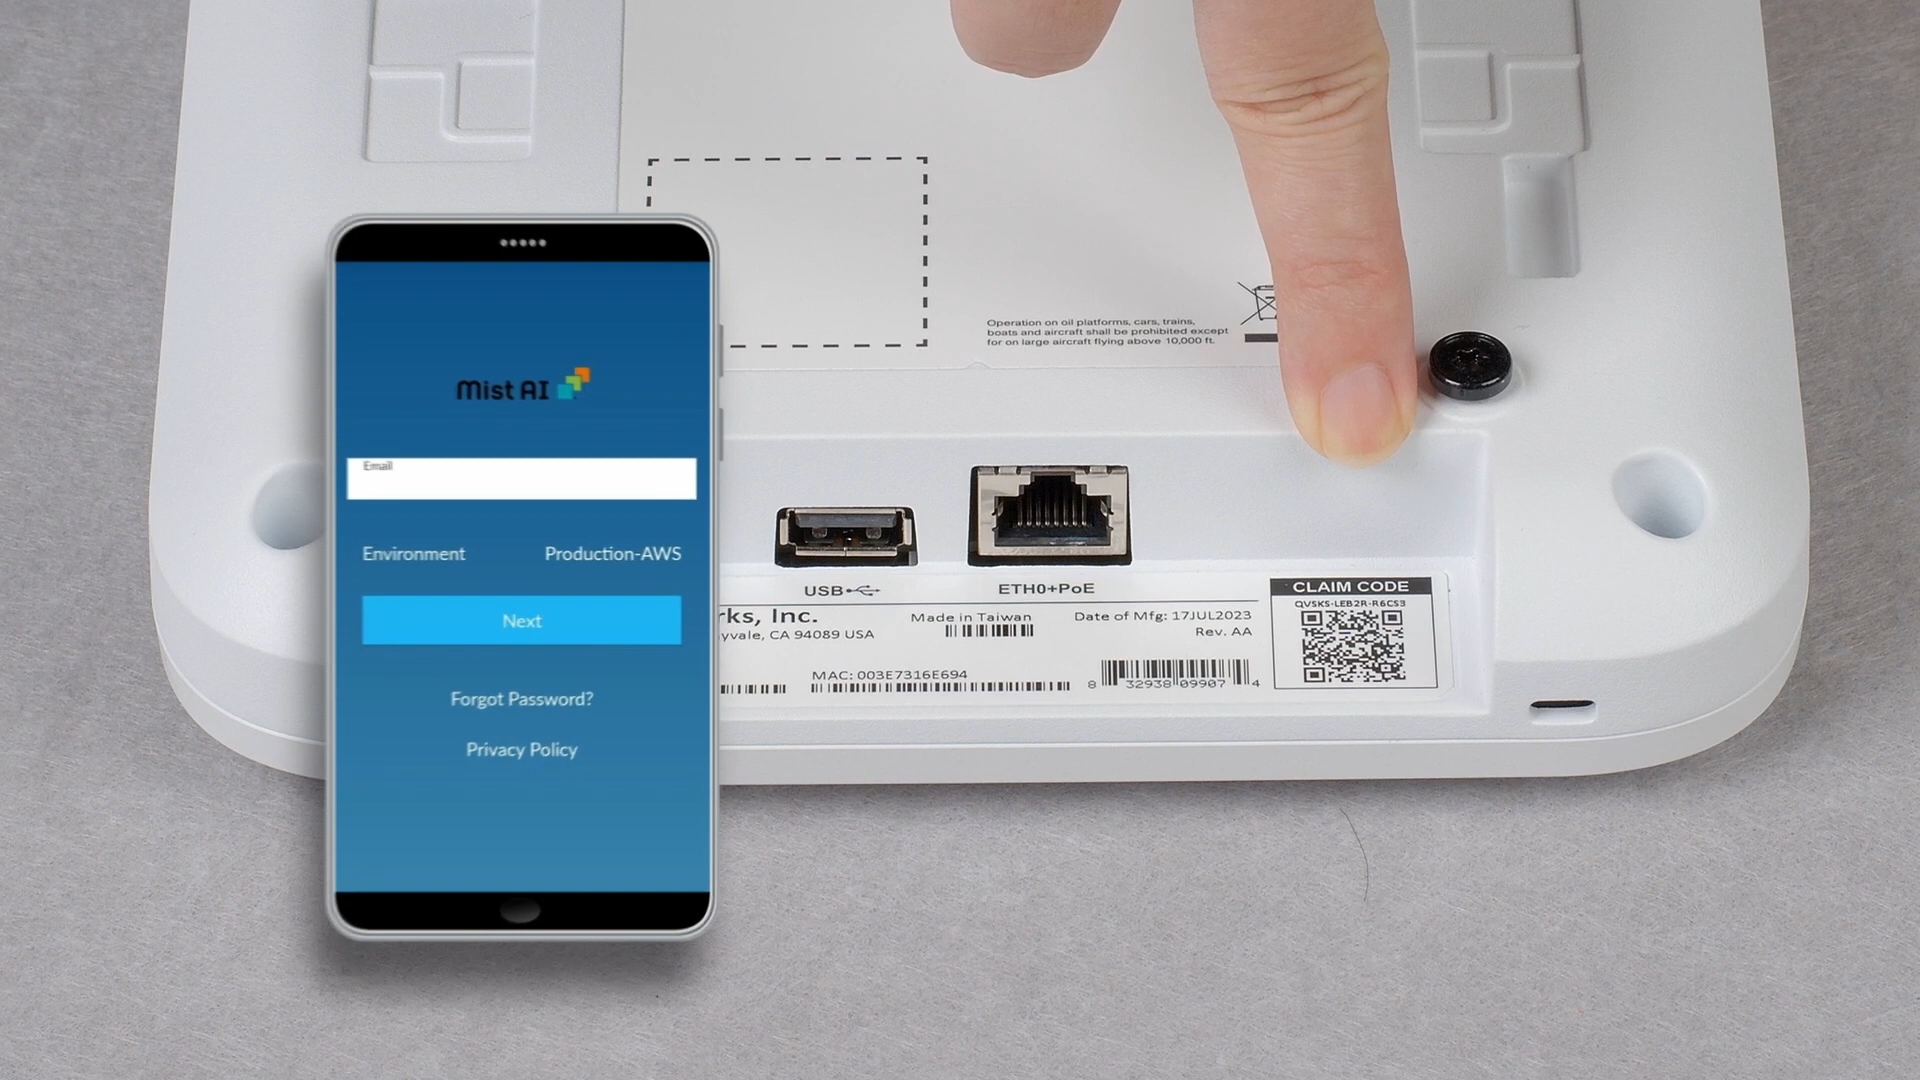 Mist AI
Email
Environment
Production-AWS
Next
Forgot Password?
Privacy Policy
Operation on oil platforms, cars, trains,
boats and aircraft shall be prohibited except
for on large aircraft flying above 10,000 ft.
USB
ETH0+PoE
rks, Inc.
yvale, CA 94089 USA
Made in Taiwan
Date of Mfg: 17JUL2023
Rev. AA
MAC: 003E7316E694
8 32938 09907 4
CLAIM CODE
QVSKS-LEB2R-R6CS3